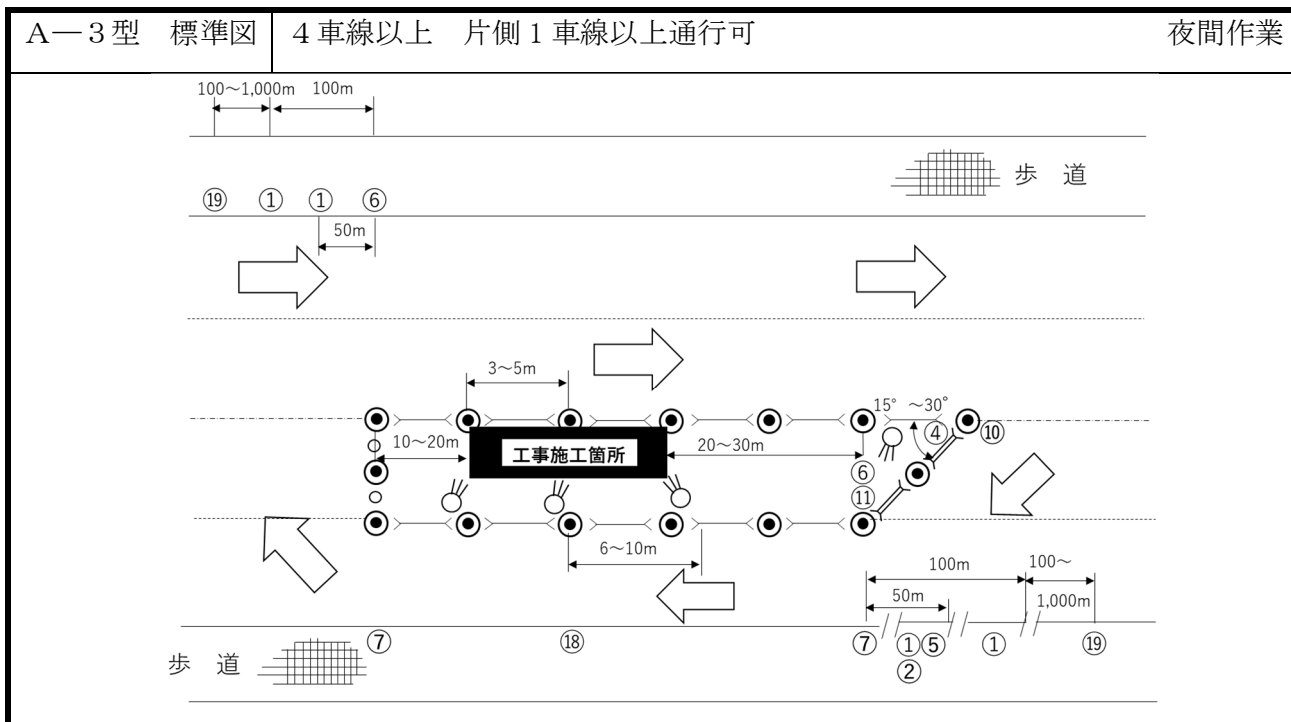 A―3型 標準図 4車線以上 片側1車線以上通行可 夜間作業
100～1,000m 100m
歩 道
⑲ ① ① ⑥
50m
3～5m
15° ～30°
10～20m 工事施工箇所 20～30m ④ ⑩
⑥
⑪
6～10m
100m 100～
50m 1,000m
⑦ ⑱ ⑦ ①⑤ ① ⑲
②
歩 道